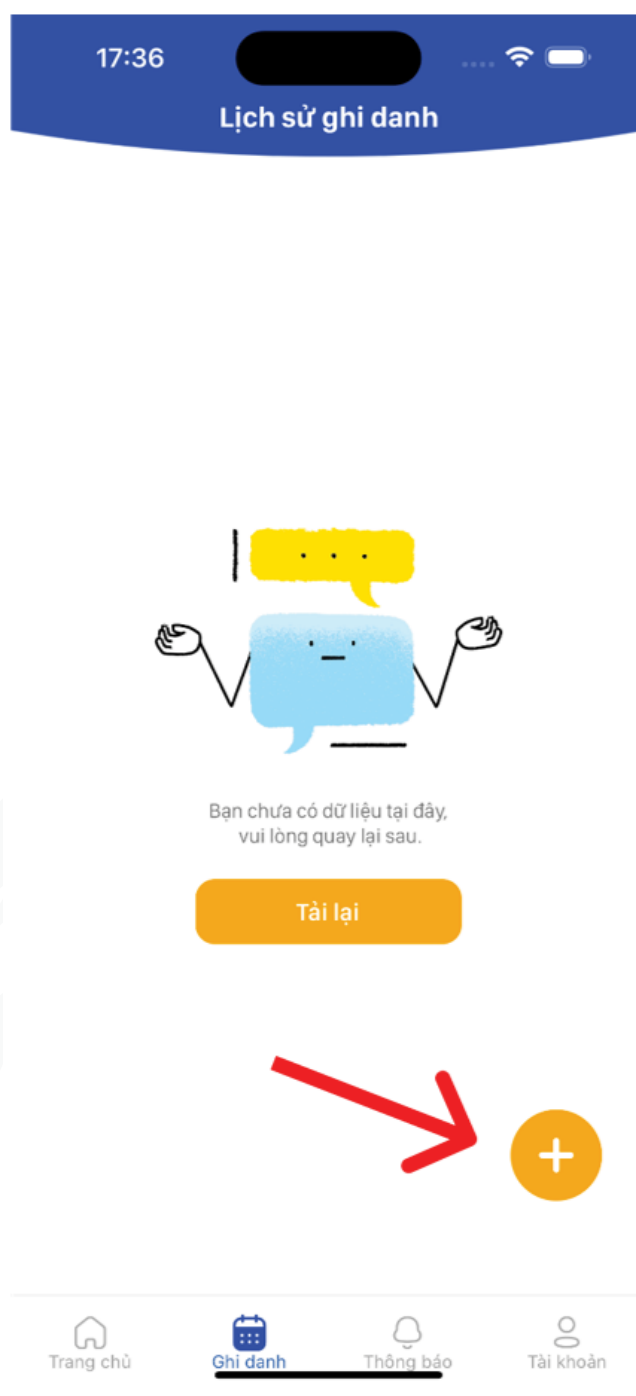 17:36
Lịch sử ghi danh
Bạn chưa có dữ liệu tại đây,
vui lòng quay lại sau.
Tải lại
Trang chủ
Ghi danh
Thông báo
Tài khoản